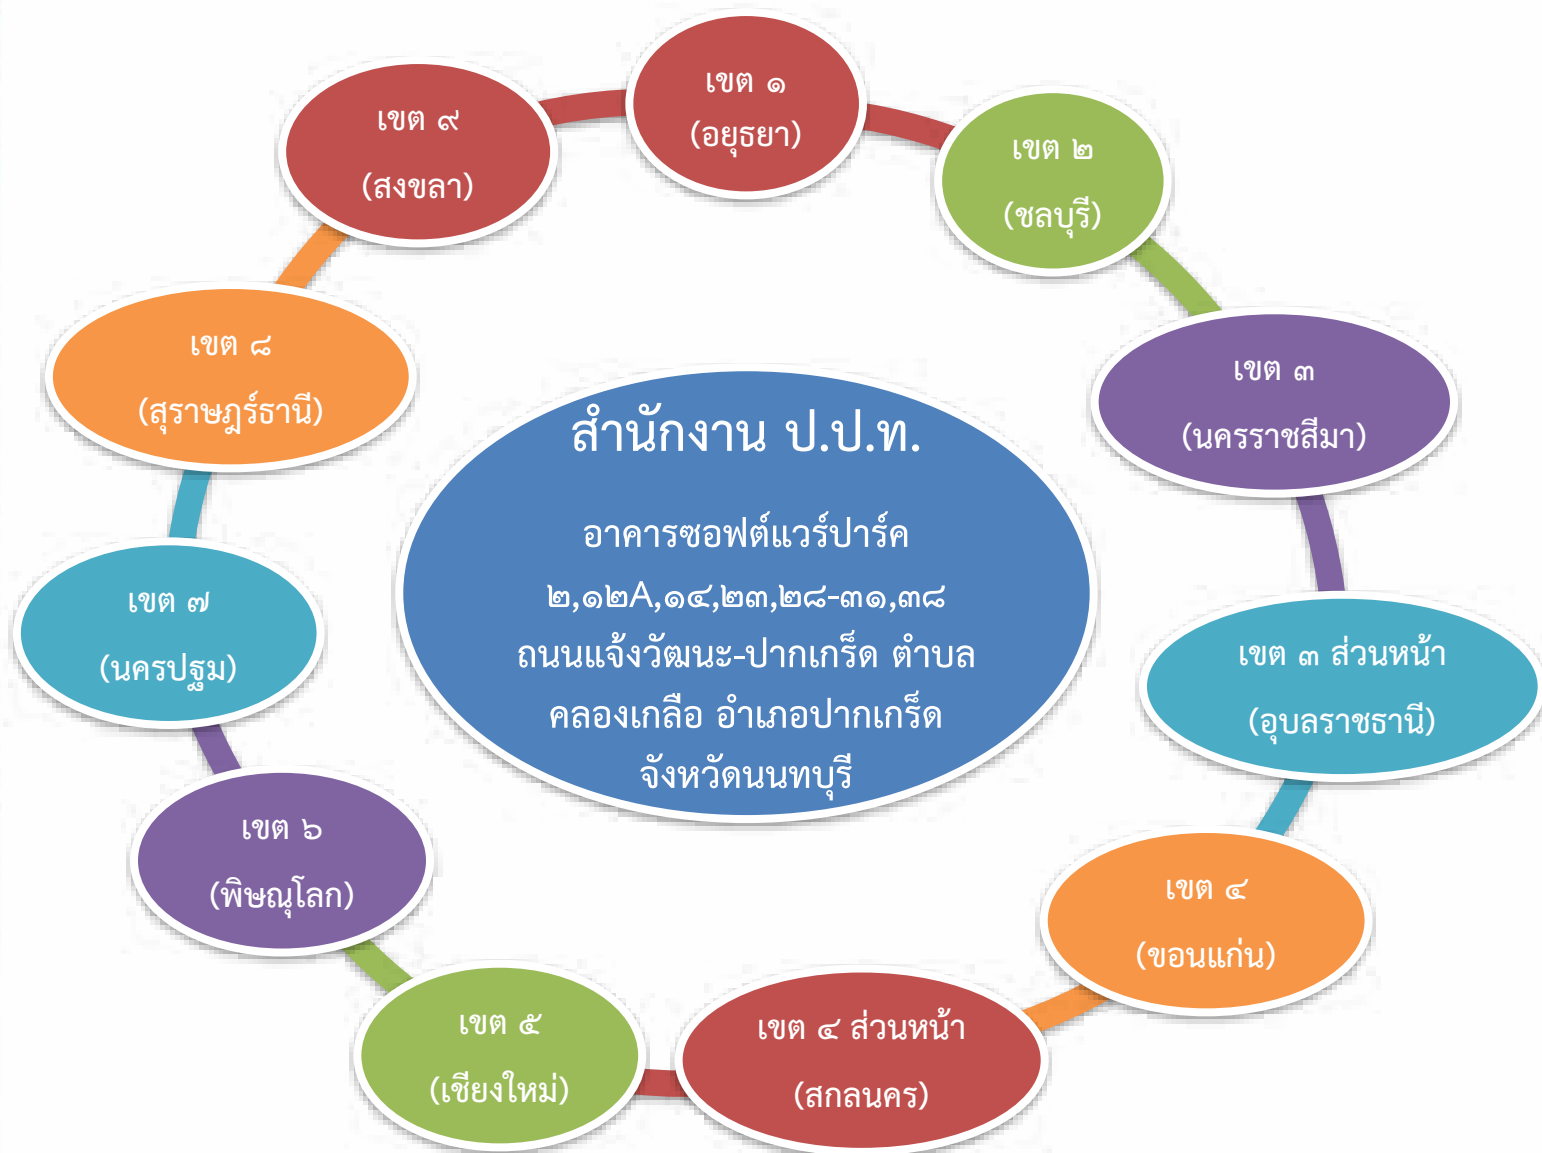 เขต ๑
(อยุธยา)
เขต ๒
(ชลบุรี)
เขต ๓
(นครราชสีมา)
เขต ๓ ส่วนหน้า
(อุบลราชธานี)
เขต ๔
(ขอนแก่น)
เขต ๔ ส่วนหน้า
(สกลนคร)
เขต ๕
(เชียงใหม่)
เขต ๖
(พิษณุโลก)
เขต ๗
(นครปฐม)
เขต ๘
(สุราษฎร์ธานี)
เขต ๙
(สงขลา)
สำนักงาน ป.ป.ท.
อาคารซอฟต์แวร์ปาร์ค
๒,๑๒A,๑๔,๒๓,๒๘-๓๑,๓๘
ถนนแจ้งวัฒนะ-ปากเกร็ด ตำบล
คลองเกลือ อำเภอปากเกร็ด
จังหวัดนนทบุรี